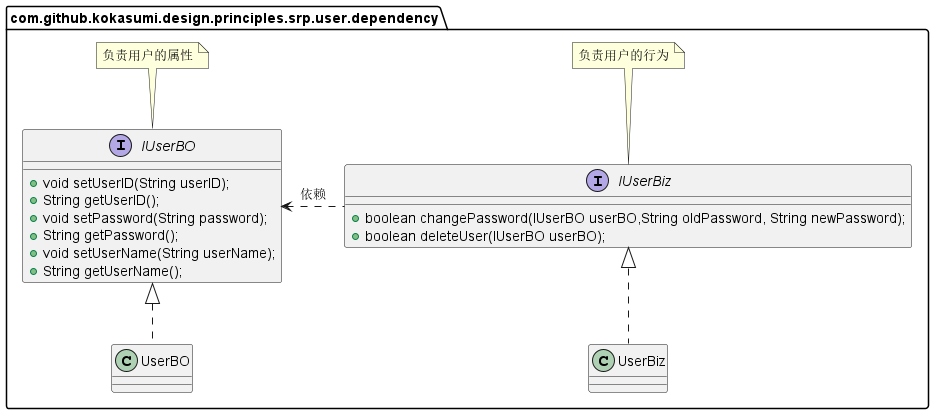 com.github.kokasumi.design.principles.srp.user.dependency
负责用户的属性
负责用户的行为
I IUserBO
void setUserID(String userID);
String getUserID();
void setPassword(String password);
String getPassword();
void setUserName(String userName);
String getUserName();
依赖
I IUserBiz
boolean changePassword(IUserBO userBO,String oldPassword, String newPassword);
boolean deleteUser(IUserBO userBO);
C UserBO
C UserBiz